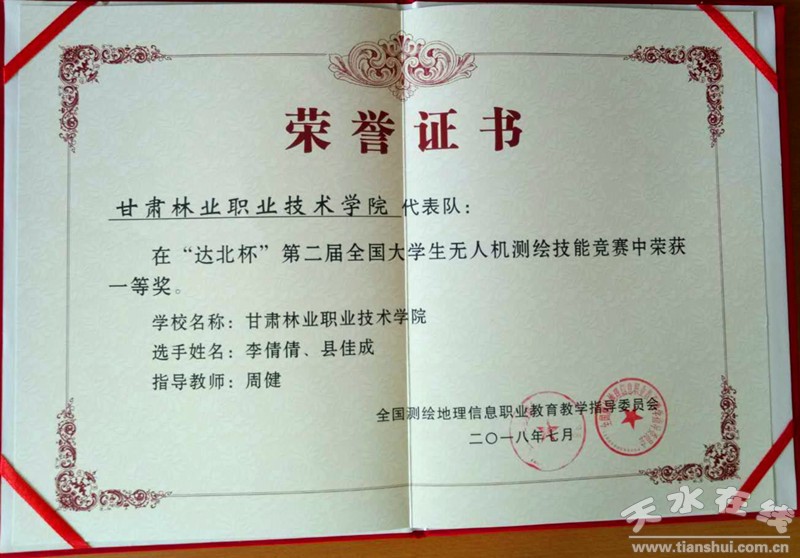 荣誉证书
甘肃林业职业技术学院 代表队：
在“达北杯”第二届全国大学生无人机测绘技能竞赛中荣获
一等奖。
学校名称：甘肃林业职业技术学院
选手姓名：李倩倩、县佳成
指导教师：周健
全国测绘地理信息职业教育教学指导委员会
二〇一八年七月
天水在线
www.tianshui.com.cn